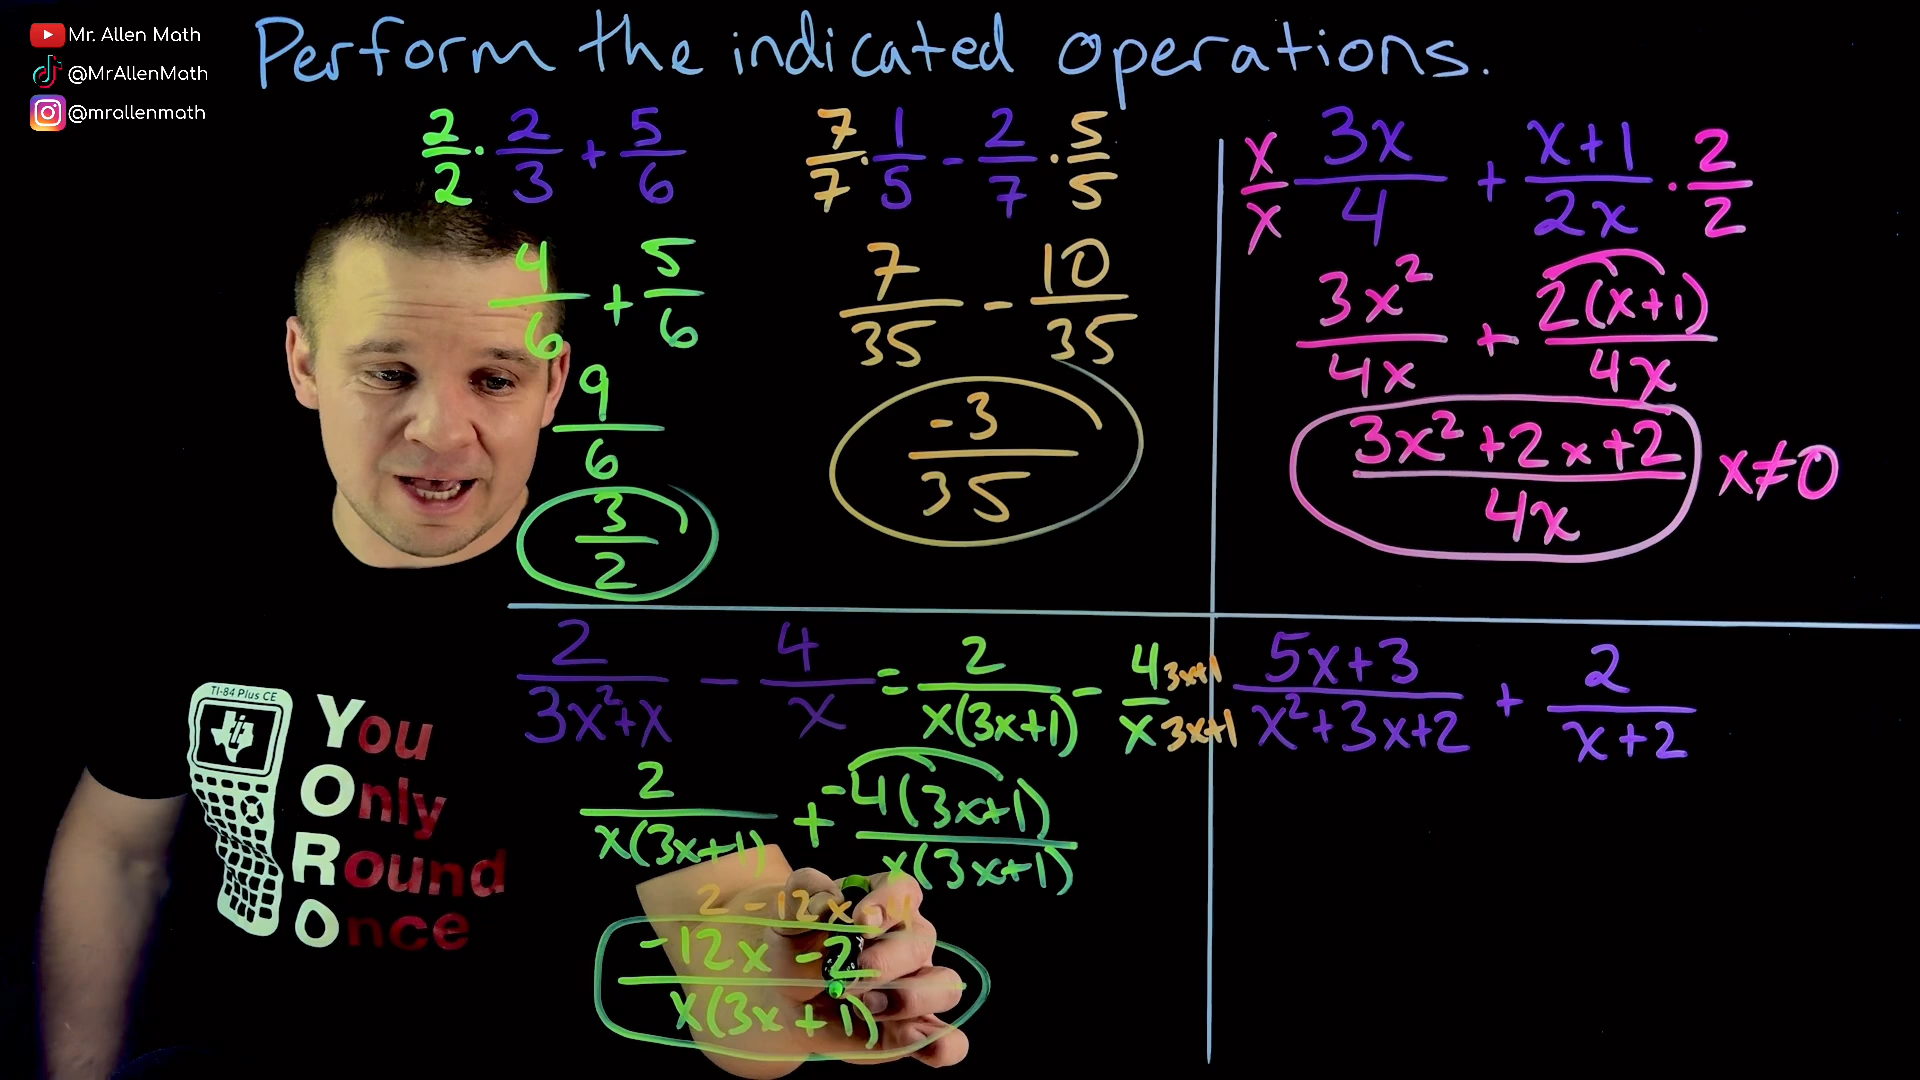 Mr. Allen Math
@MrAllenMath
@mrallenmath
Perform the indicated operations.
2/2 · 2/3 + 5/6
4/6 + 5/6
9/6
3/2
7/7 · 1/5 - 2/7 · 5/5
7/35 - 10/35
-3/35
x/x 3x/4 + x+1/2x · 2/2
3x²/4x + 2(x+1)/4x
3x²+2x+2/4x x≠0
2/3x²+x - 4/x = 2/x(3x+1) - 4 3x+1/x 3x+1
2/x(3x+1) + -4(3x+1)/x(3x+1)
2 - 12x - 4
-12x - 2/x(3x+1)
5x+3/x²+3x+2 + 2/x+2
TI-84 Plus CE
You
Only
Round
Once